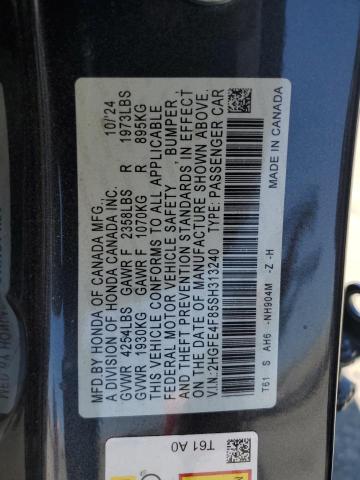 MFD BY HONDA OF CANADA MFG., 10/24
A DIVISION OF HONDA CANADA INC.
GVWR 4254LBS GAWR F 2358LBS R 1973LBS
GVWR 1930KG GAWR F 1070KG R 895KG
THIS VEHICLE CONFORMS TO ALL APPLICABLE
FEDERAL MOTOR VEHICLE SAFETY, BUMPER,
AND THEFT PREVENTION STANDARDS IN EFFECT
ON THE DATE OF MANUFACTURE SHOWN ABOVE.
V.I.N.:2HGFE4F85SH313240 TYPE: PASSENGER CAR
T61 S AH6 -NH904M -Z -H MADE IN CANADA
T61 A0